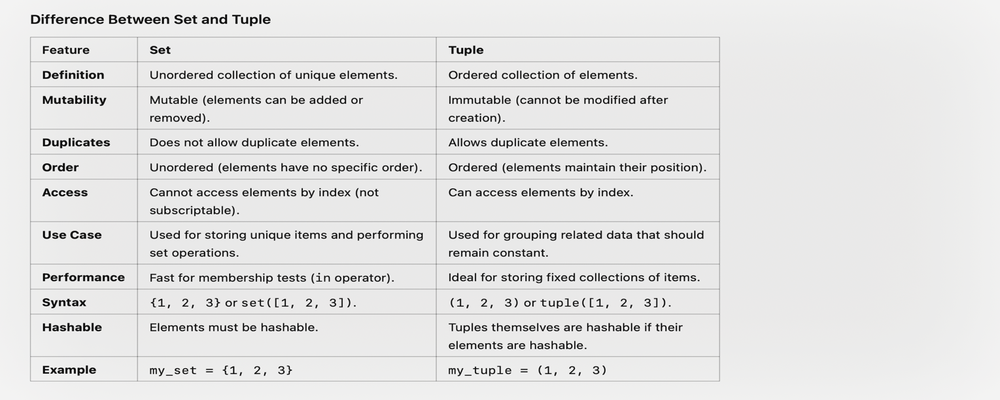 Difference Between Set and Tuple
Feature Set Tuple
Definition Unordered collection of unique elements. Ordered collection of elements.
Mutability Mutable (elements can be added or Immutable (cannot be modified after
removed). creation).
Duplicates Does not allow duplicate elements. Allows duplicate elements.
Order Unordered (elements have no specific order). Ordered (elements maintain their position).
Access Cannot access elements by index (not Can access elements by index.
subscriptable).
Use Case Used for storing unique items and performing Used for grouping related data that should
set operations. remain constant.
Performance Fast for membership tests (in operator). Ideal for storing fixed collections of items.
Syntax {1, 2, 3} or set([1, 2, 3]). (1, 2, 3) or tuple([1, 2, 3]).
Hashable Elements must be hashable. Tuples themselves are hashable if their
elements are hashable.
Example my_set = {1, 2, 3} my_tuple = (1, 2, 3)